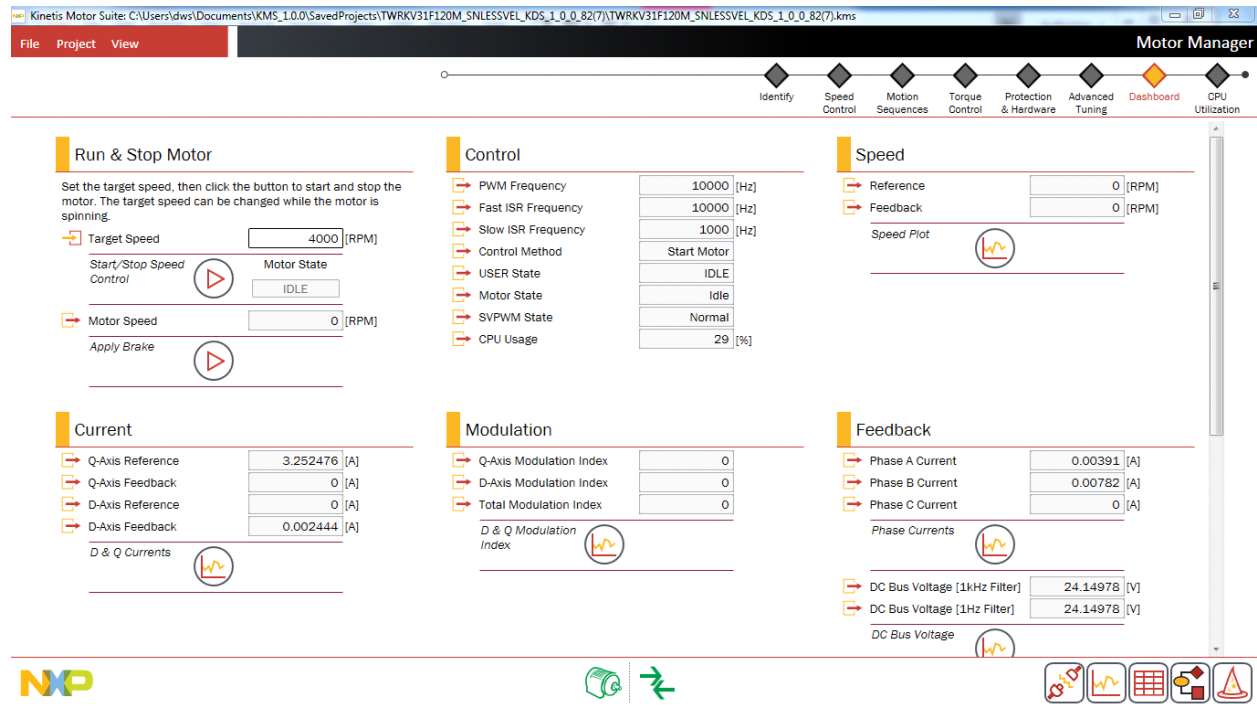 Kinetis Motor Suite: C:\Users\dws\Documents\KMS_1.0.0\SavedProjects\TWRKV31F120M_SNLESSVEL_KDS_1_0_0_82(7)\TWRKV31F120M_SNLESSVEL_KDS_1_0_0_82(7).kms
File Project View
Motor Manager
Identify
Speed Control
Motion Sequences
Torque Control
Protection & Hardware
Advanced Tuning
Dashboard
CPU Utilization
Run & Stop Motor
Set the target speed, then click the button to start and stop the
motor. The target speed can be changed while the motor is
spinning.
Target Speed 4000 [RPM]
Start/Stop Speed
Control
Motor State
IDLE
Motor Speed 0 [RPM]
Apply Brake
Control
PWM Frequency 10000 [Hz]
Fast ISR Frequency 10000 [Hz]
Slow ISR Frequency 1000 [Hz]
Control Method Start Motor
USER State IDLE
Motor State Idle
SVPWM State Normal
CPU Usage 29 [%]
Speed
Reference 0 [RPM]
Feedback 0 [RPM]
Speed Plot
Current
Q-Axis Reference 3.252476 [A]
Q-Axis Feedback 0 [A]
D-Axis Reference 0 [A]
D-Axis Feedback 0.002444 [A]
D & Q Currents
Modulation
Q-Axis Modulation Index 0
D-Axis Modulation Index 0
Total Modulation Index 0
D & Q Modulation
Index
Feedback
Phase A Current 0.00391 [A]
Phase B Current 0.00782 [A]
Phase C Current 0 [A]
Phase Currents
DC Bus Voltage [1kHz Filter] 24.14978 [V]
DC Bus Voltage [1Hz Filter] 24.14978 [V]
DC Bus Voltage
NXP